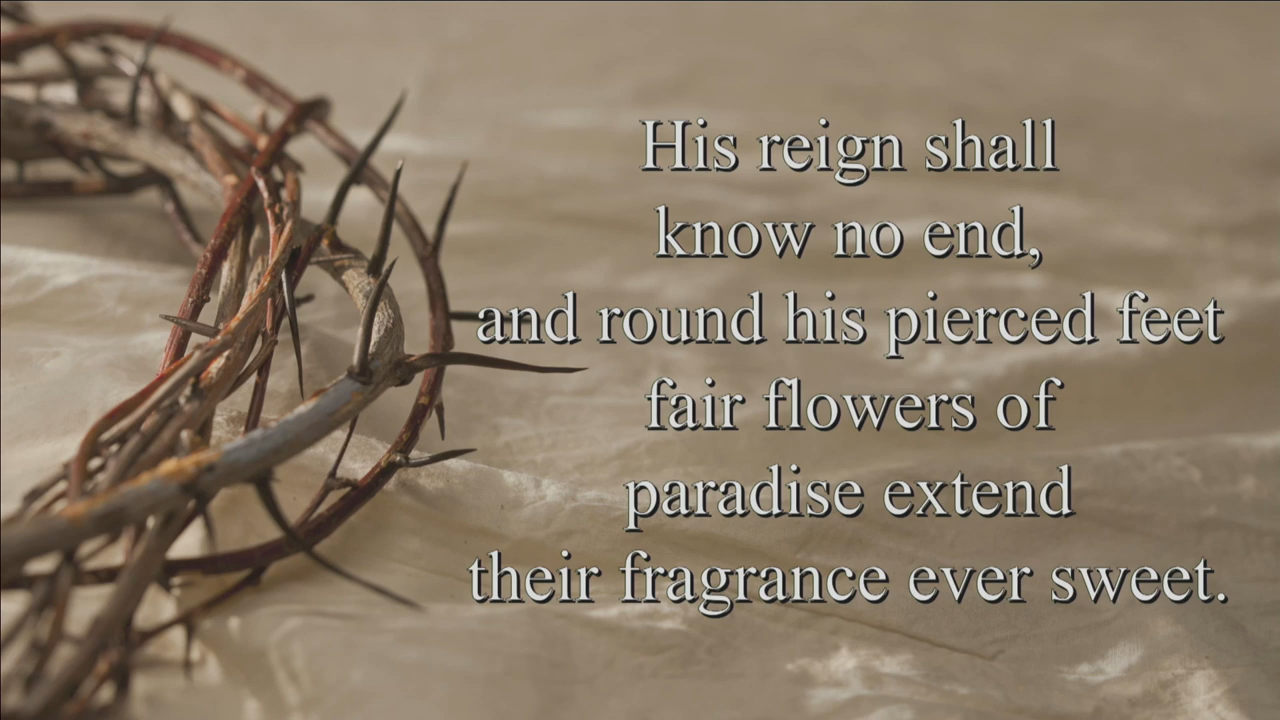 His reign shall
know no end,
and round his pierced feet
fair flowers of
paradise extend
their fragrance ever sweet.